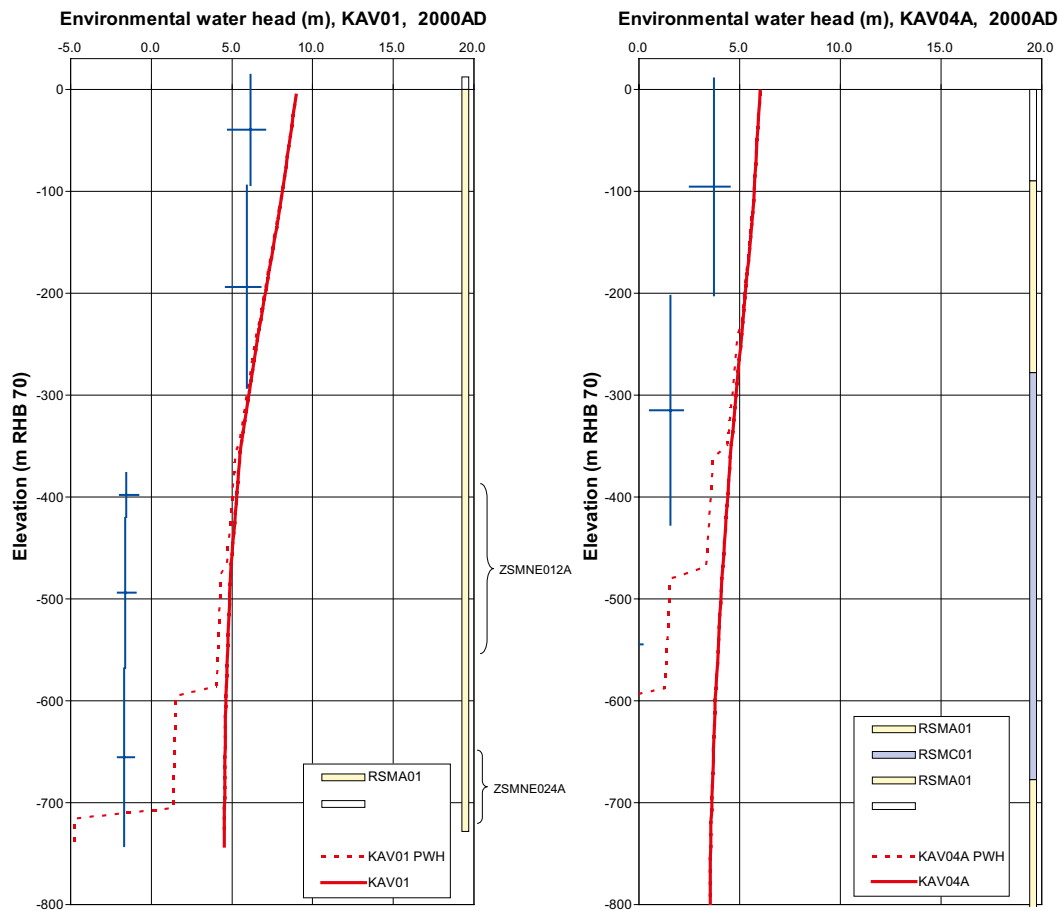 Environmental water head (m), KAV01, 2000AD
-5.0 0.0 5.0 10.0 15.0 20.0
0
-100
-200
-300
-400
-500
-600
-700
-800
Elevation (m RHB 70)
ZSMNE012A
ZSMNE024A
RSMA01
KAV01 PWH
KAV01
Environmental water head (m), KAV04A, 2000AD
0.0 5.0 10.0 15.0 20.0
0
-100
-200
-300
-400
-500
-600
-700
-800
Elevation (m RHB 70)
RSMA01
RSMC01
RSMA01
KAV04A PWH
KAV04A